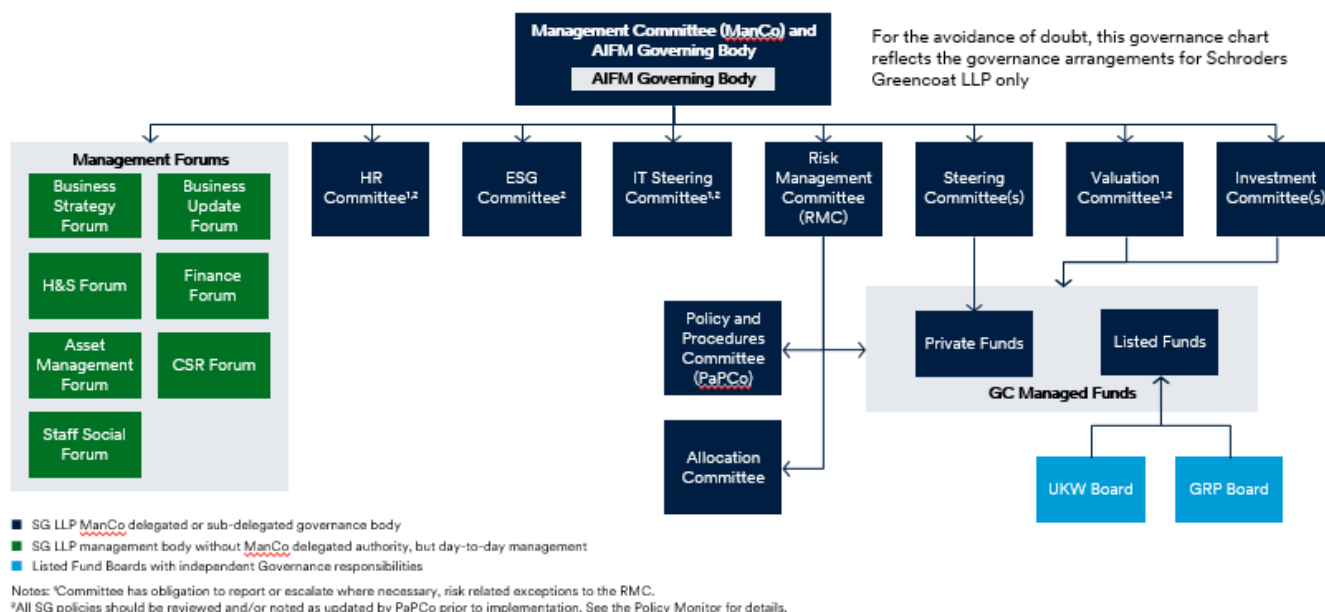 Management Committee (ManCo) and
AIFM Governing Body
AIFM Governing Body
For the avoidance of doubt, this governance chart
reflects the governance arrangements for Schroders
Greencoat LLP only
Management Forums
Business
Strategy
Forum
Business
Update
Forum
H&S Forum
Finance
Forum
Asset
Management
Forum
CSR Forum
Staff Social
Forum
HR
Committee¹,²
ESG
Committee²
IT Steering
Committee¹,²
Risk
Management
Committee
(RMC)
Steering
Committee(s)
Valuation
Committee¹,²
Investment
Committee(s)
Policy and
Procedures
Committee
(PaPCo)
Allocation
Committee
Private Funds
Listed Funds
GC Managed Funds
UKW Board
GRP Board
SG LLP ManCo delegated or sub-delegated governance body
SG LLP management body without ManCo delegated authority, but day-to-day management
Listed Fund Boards with independent Governance responsibilities
Notes: ¹Committee has obligation to report or escalate where necessary, risk related exceptions to the RMC.
²All SG policies should be reviewed and/or noted as updated by PaPCo prior to implementation. See the Policy Monitor for details.